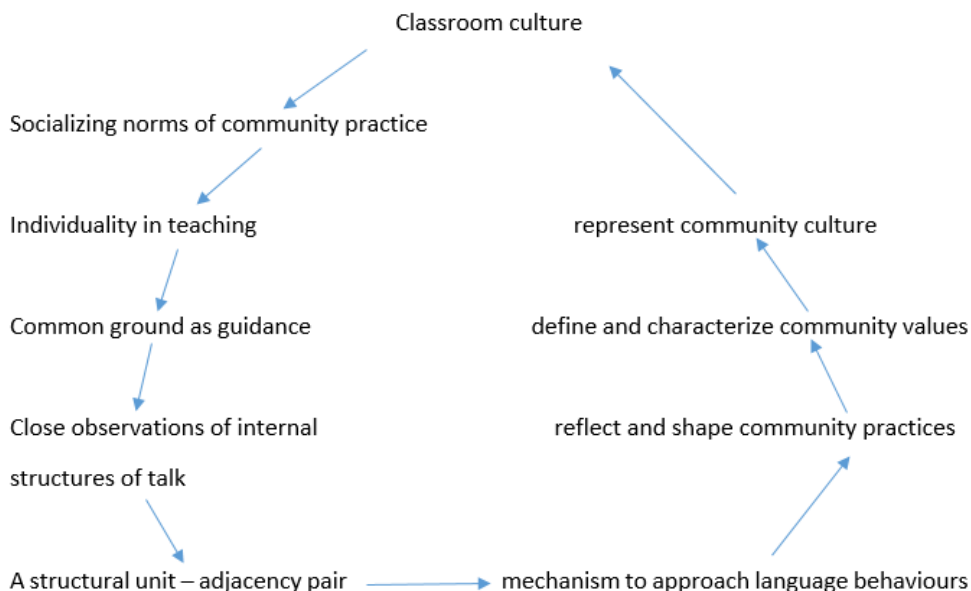 Classroom culture
Socializing norms of community practice
Individuality in teaching
represent community culture
Common ground as guidance
define and characterize community values
Close observations of internal
reflect and shape community practices
structures of talk
A structural unit – adjacency pair
mechanism to approach language behaviours